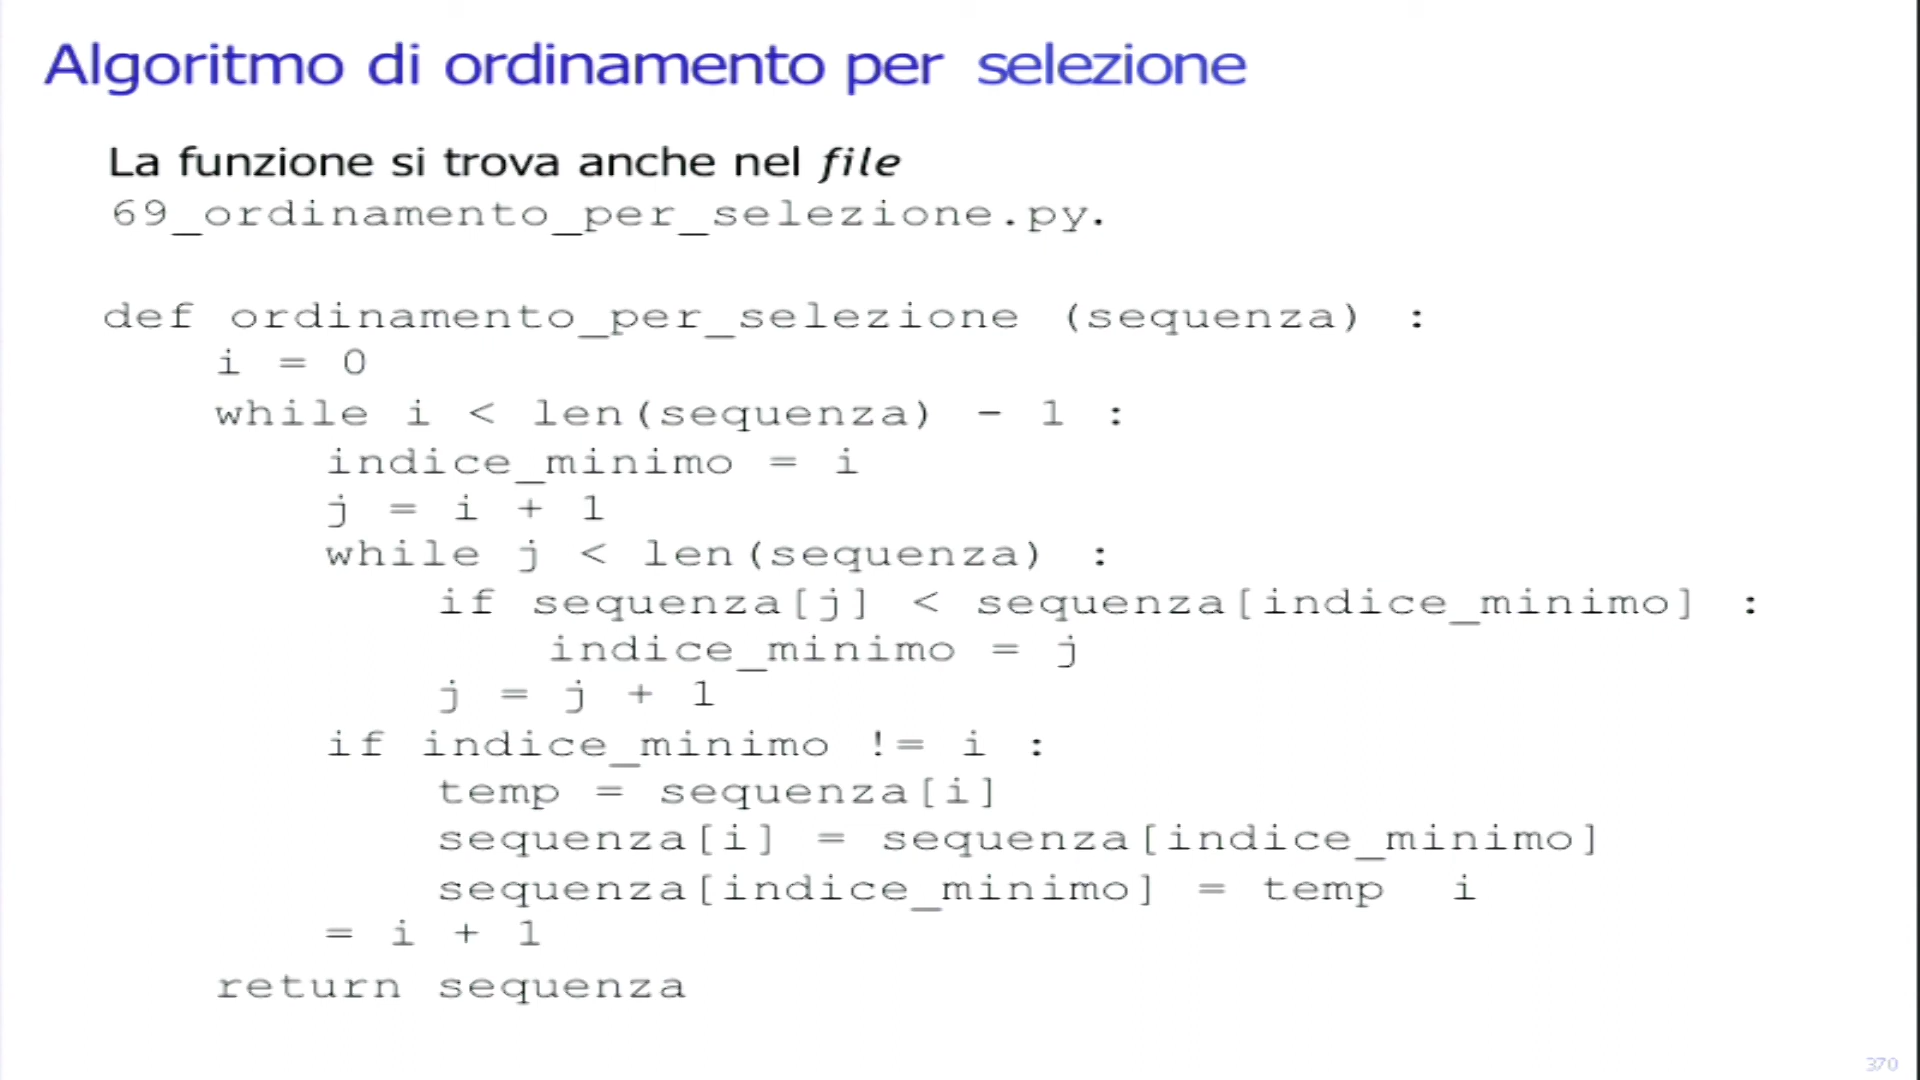 Algoritmo di ordinamento per selezione
La funzione si trova anche nel file
69_ordinamento_per_selezione.py.
def ordinamento_per_selezione (sequenza) :
i = 0
while i < len(sequenza) - 1 :
indice_minimo = i
j = i + 1
while j < len(sequenza) :
if sequenza[j] < sequenza[indice_minimo] :
indice_minimo = j
j = j + 1
if indice_minimo != i :
temp = sequenza[i]
sequenza[i] = sequenza[indice_minimo]
sequenza[indice_minimo] = temp i
= i + 1
return sequenza
370